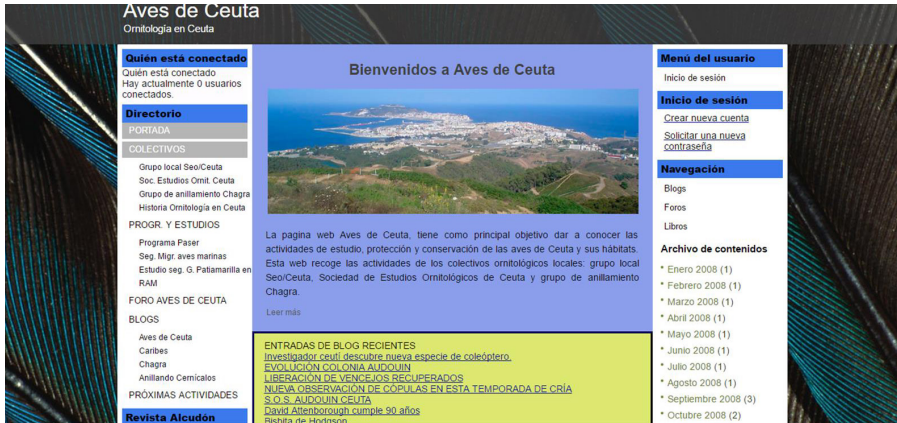 Aves de Ceuta
Ornitología en Ceuta
Quién está conectado
Quién está conectado
Hay actualmente 0 usuarios
conectados.
Directorio
PORTADA
COLECTIVOS
Grupo local Seo/Ceuta
Soc. Estudios Ornit. Ceuta
Grupo de anillamiento Chagra
Historia Ornitología en Ceuta
PROGR. Y ESTUDIOS
Programa Paser
Seg. Migr. aves marinas
Estudio seg. G. Patiamarilla en
RAM
FORO AVES DE CEUTA
BLOGS
Aves de Ceuta
Caribes
Chagra
Anillando Cernícalos
PRÓXIMAS ACTIVIDADES
Revista Alcudón
Bienvenidos a Aves de Ceuta
La pagina web Aves de Ceuta, tiene como principal objetivo dar a conocer las
actividades de estudio, protección y conservación de las aves de Ceuta y sus hábitats.
Esta web recoge las actividades de los colectivos ornitológicos locales: grupo local
Seo/Ceuta, Sociedad de Estudios Ornitológicos de Ceuta y grupo de anillamiento
Chagra.
Leer más
ENTRADAS DE BLOG RECIENTES
Investigador ceutí descubre nueva especie de coleóptero.
EVOLUCIÓN COLONIA AUDOUIN
LIBERACIÓN DE VENCEJOS RECUPERADOS
NUEVA OBSERVACIÓN DE CÓPULAS EN ESTA TEMPORADA DE CRÍA
S.O.S. AUDOUIN CEUTA
David Attenborough cumple 90 años
Bisbita de Hodgson
Menú del usuario
Inicio de sesión
Inicio de sesión
Crear nueva cuenta
Solicitar una nueva
contraseña
Navegación
Blogs
Foros
Libros
Archivo de contenidos
Enero 2008 (1)
Febrero 2008 (1)
Marzo 2008 (1)
Abril 2008 (1)
Mayo 2008 (1)
Junio 2008 (1)
Julio 2008 (1)
Agosto 2008 (1)
Septiembre 2008 (3)
Octubre 2008 (2)